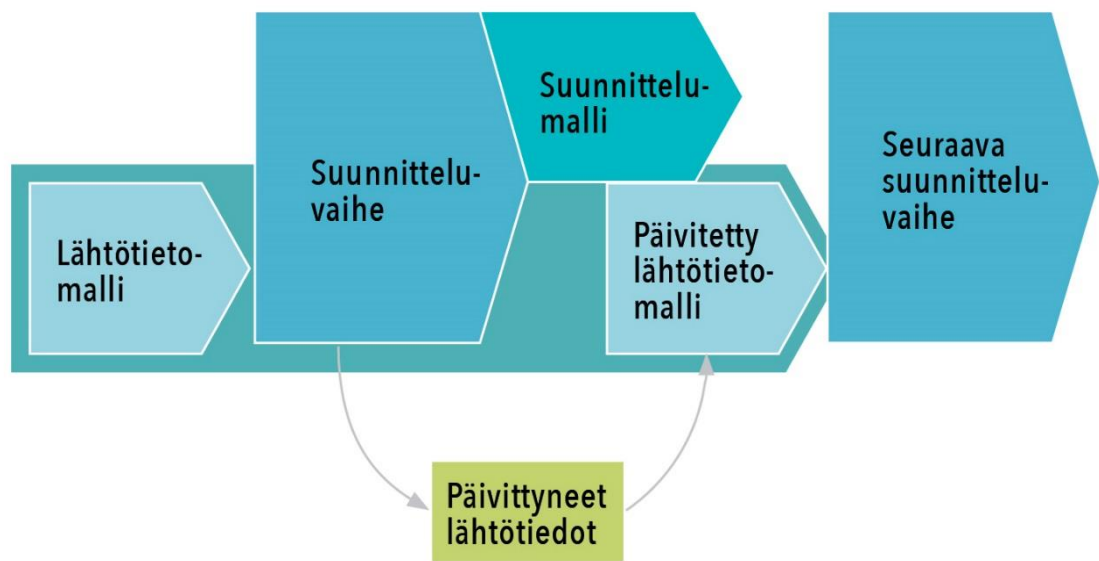 Lähtötieto-
malli
Suunnittelu-
vaihe
Suunnittelu-
malli
Päivitetty
lähtötieto-
malli
Seuraava
suunnittelu-
vaihe
Päivittyneet
lähtötiedot